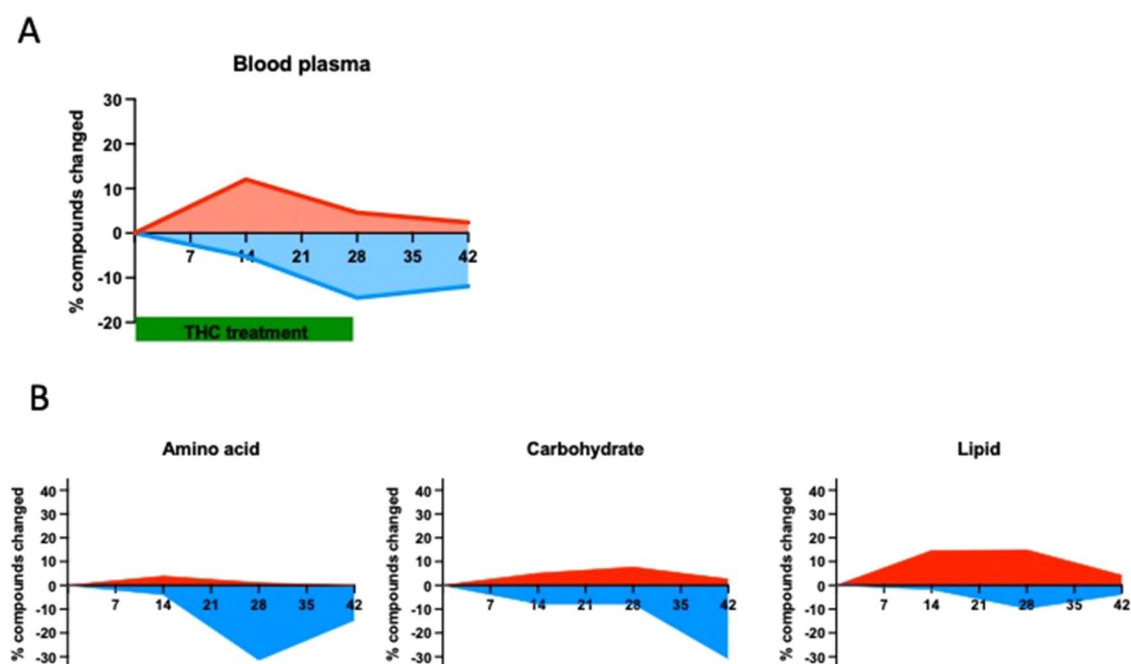 A
Blood plasma
% compounds changed
30
20
10
0
-10
-20
7 14 21 28 35 42
THC treatment
B
Amino acid
% compounds changed
40
30
20
10
0
-10
-20
-30
7 14 21 28 35 42
Carbohydrate
% compounds changed
40
30
20
10
0
-10
-20
-30
7 14 21 28 35 42
Lipid
% compounds changed
40
30
20
10
0
-10
-20
-30
7 14 21 28 35 42